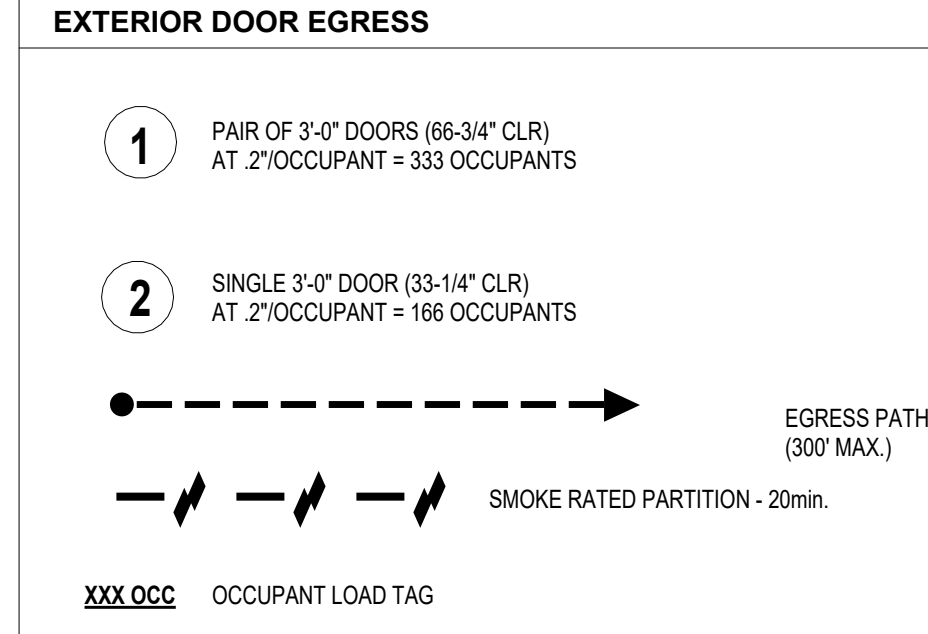 EXTERIOR DOOR EGRESS
1
PAIR OF 3'-0" DOORS (66-3/4" CLR)
AT .2"/OCCUPANT = 333 OCCUPANTS
2
SINGLE 3'-0" DOOR (33-1/4" CLR)
AT .2"/OCCUPANT = 166 OCCUPANTS
EGRESS PATH
(300' MAX.)
SMOKE RATED PARTITION - 20min.
XXX OCC OCCUPANT LOAD TAG